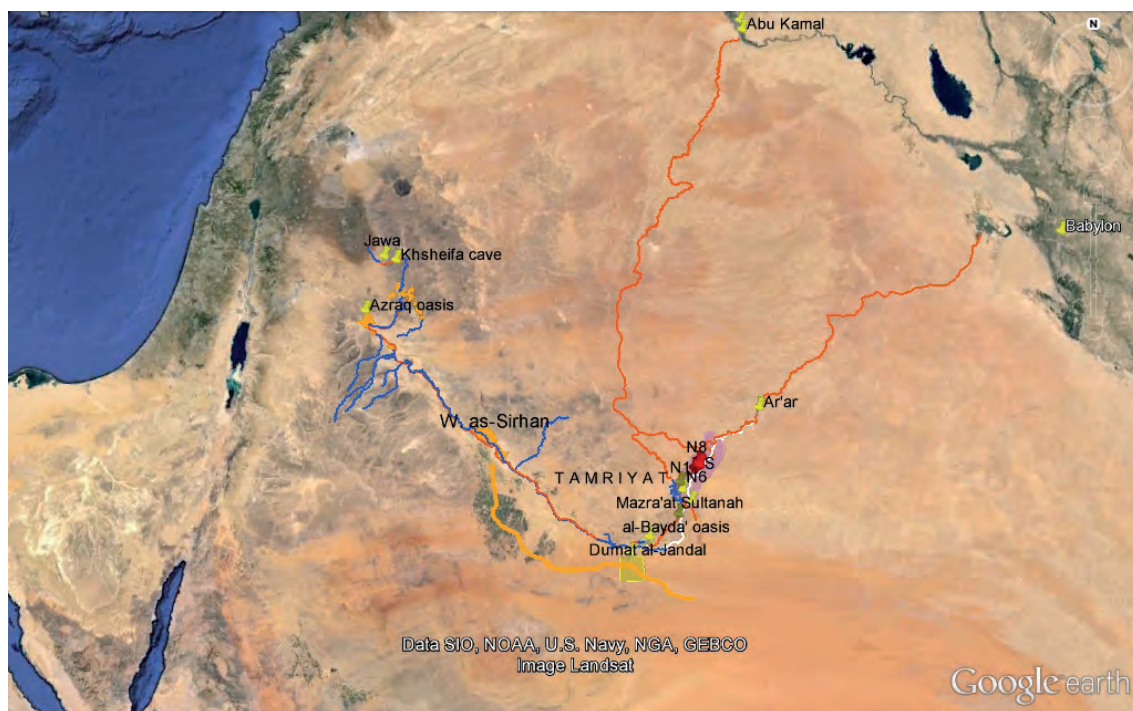 Abu Kamal
N
Babylon
Jawa
Khsheifa cave
Azraq oasis
Ar'ar
W. as-Sirhan
N8
N1
S
TAMRIYAT
N6
Mazra'at Sultanah
al-Bayda' oasis
Dumat al-Jandal
Data SIO, NOAA, U.S. Navy, NGA, GEBCO
Image Landsat
Google earth